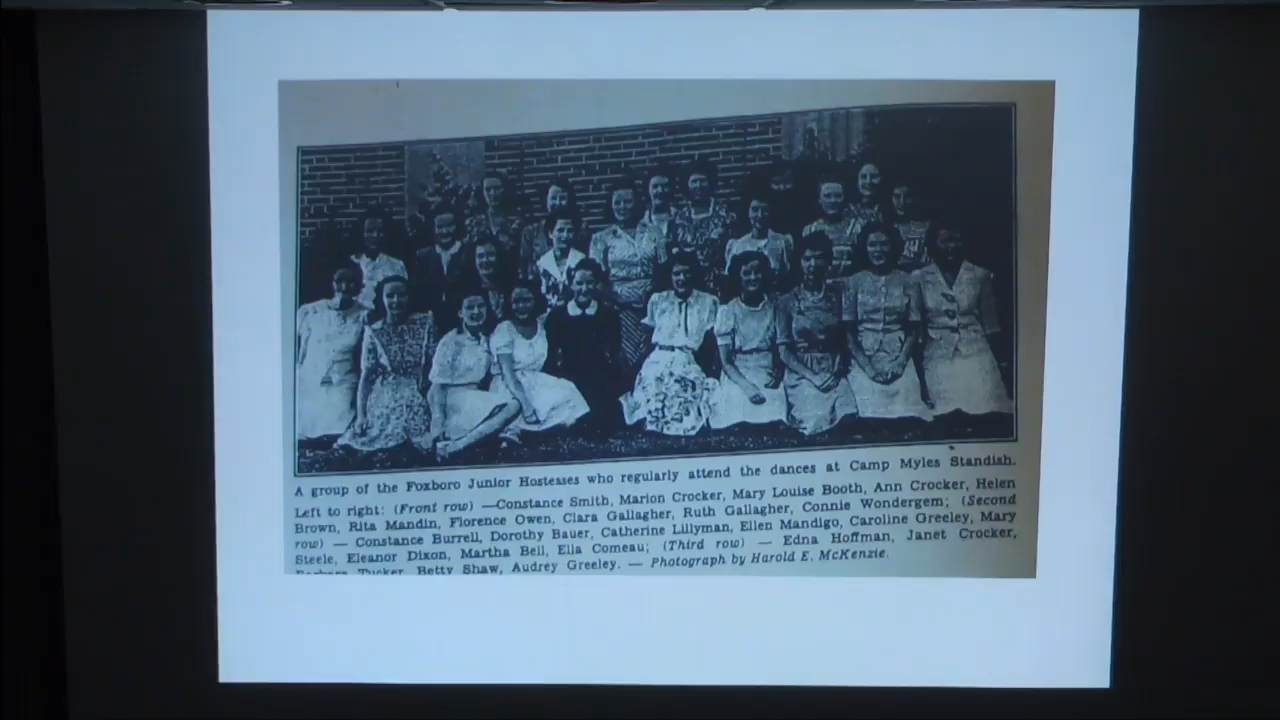 A group of the Foxboro Junior Hostesses who regularly attend the dances at Camp Myles Standish.
Left to right: (Front row) —Constance Smith, Marion Crocker, Mary Louise Booth, Ann Crocker, Helen
Brown, Rita Mandin, Florence Owen, Clara Gallagher, Ruth Gallagher, Connie Wondergem; (Second
row) — Constance Burrell, Dorothy Bauer, Catherine Lillyman, Ellen Mandigo, Caroline Greeley, Mary
Steele, Eleanor Dixon, Martha Bell, Ella Comeau; (Third row) — Edna Hoffman, Janet Crocker,
Tucker, Betty Shaw, Audrey Greeley. — Photograph by Harold E. McKenzie.